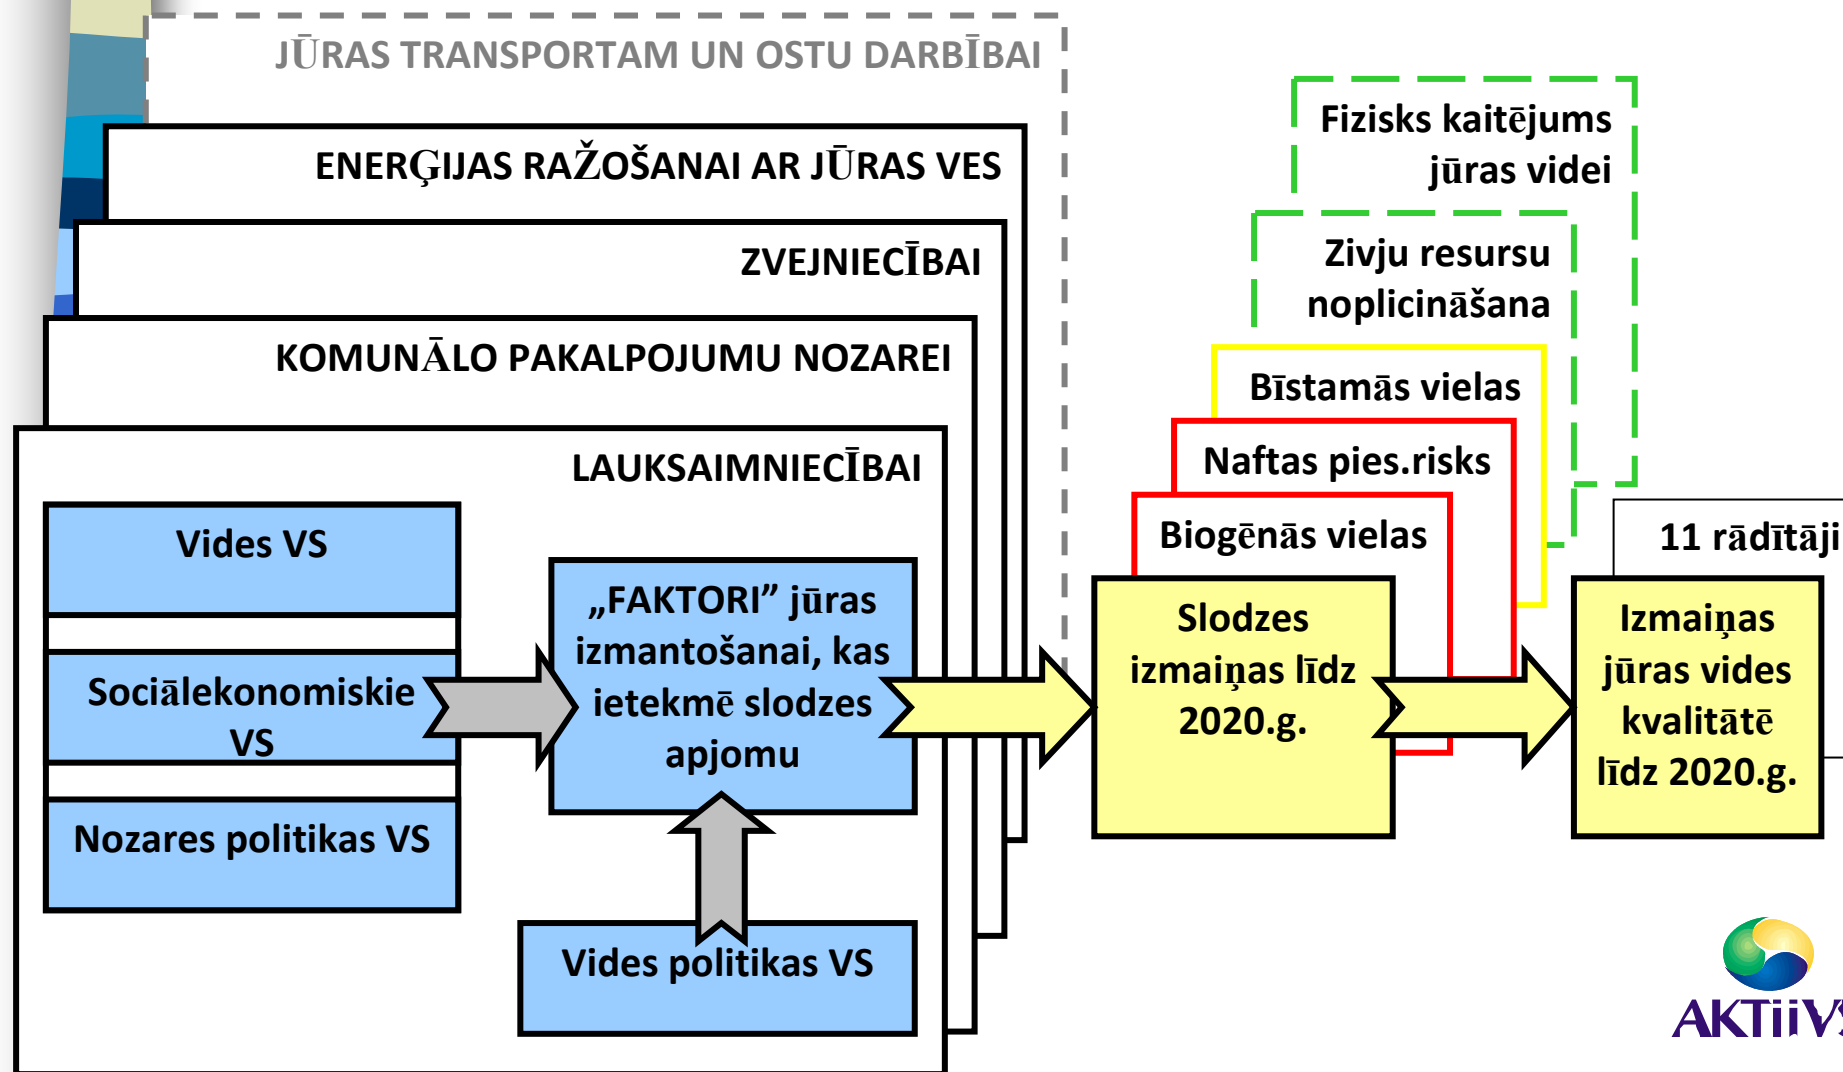 JŪRAS TRANSPORTAM UN OSTU DARBĪBAI
ENERĢIJAS RAŽOŠANAI AR JŪRAS VES
ZVEJNIECĪBAI
KOMUNĀLO PAKALPOJUMU NOZAREI
LAUKSAIMNIECĪBAI
Vides VS
Sociālekonomiskie
VS
Nozares politikas VS
„FAKTORI” jūras
izmantošanai, kas
ietekmē slodzes
apjomu
Vides politikas VS
Fizisks kaitējums
jūras videi
Zivju resursu
noplicināšana
Bīstamās vielas
Naftas pies.risks
Biogēnās vielas
Slodzes
izmaiņas līdz
2020.g.
11 rādītāji
Izmaiņas
jūras vides
kvalitātē
līdz 2020.g.
AKTiiVS